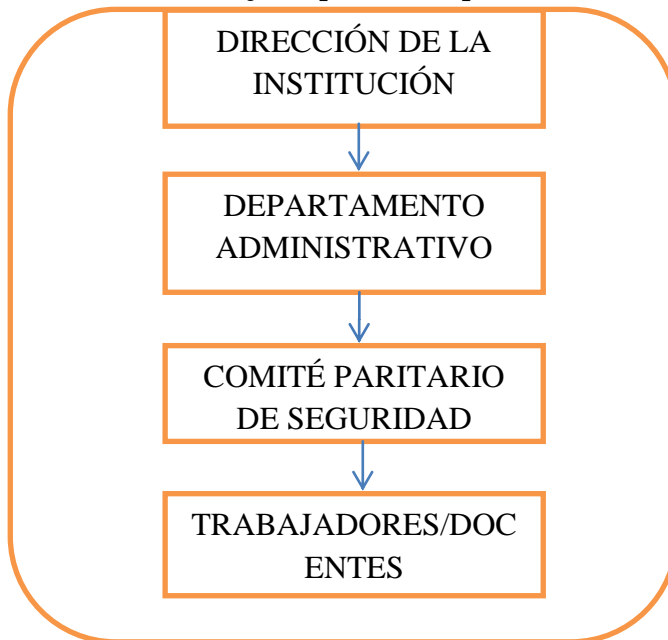 DIRECCIÓN DE LA
INSTITUCIÓN
DEPARTAMENTO
ADMINISTRATIVO
COMITÉ PARITARIO
DE SEGURIDAD
TRABAJADORES/DOC
ENTES